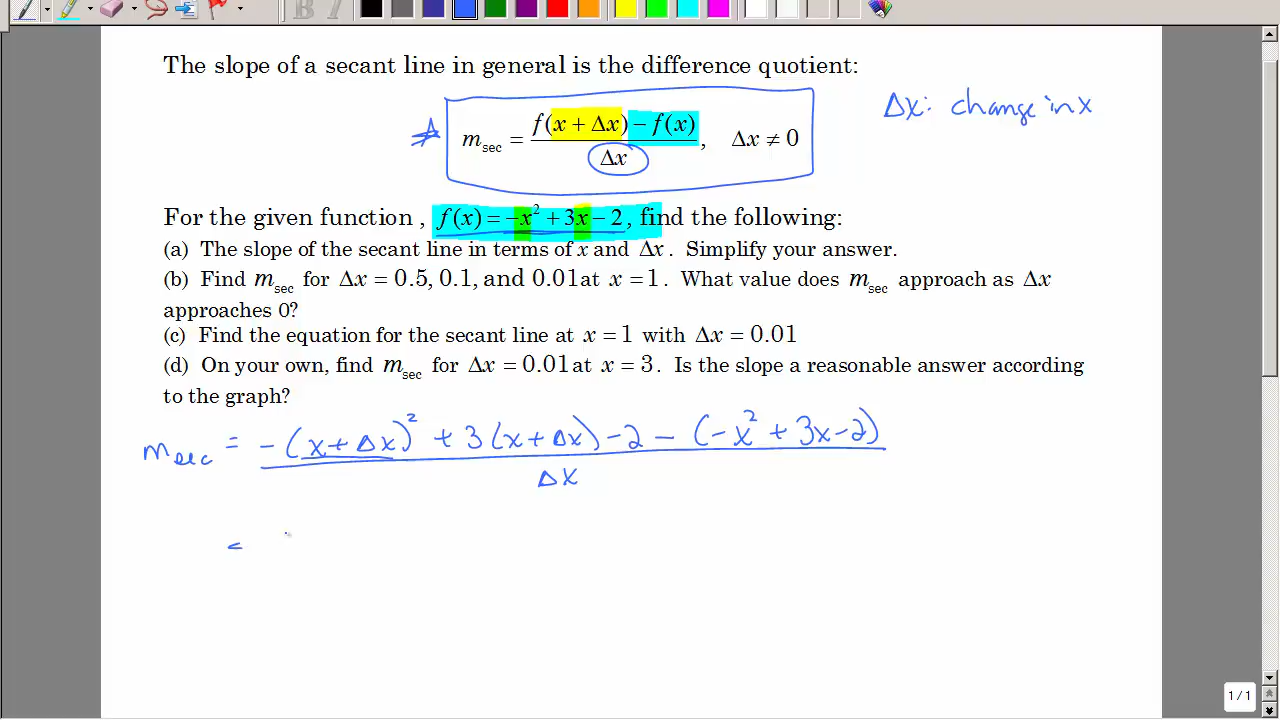 B I U
The slope of a secant line in general is the difference quotient:
m_sec = (f(x + Δx) − f(x)) / Δx, Δx ≠ 0
Δx: change in x
For the given function , f(x) = −x² + 3x − 2, find the following:
(a) The slope of the secant line in terms of x and Δx . Simplify your answer.
(b) Find m_sec for Δx = 0.5, 0.1, and 0.01 at x = 1 . What value does m_sec approach as Δx
approaches 0?
(c) Find the equation for the secant line at x = 1 with Δx = 0.01
(d) On your own, find m_sec for Δx = 0.01 at x = 3 . Is the slope a reasonable answer according
to the graph?
m_sec = (−(x + Δx)² + 3(x + Δx) − 2 − (−x² + 3x − 2)) / Δx
=
1/1